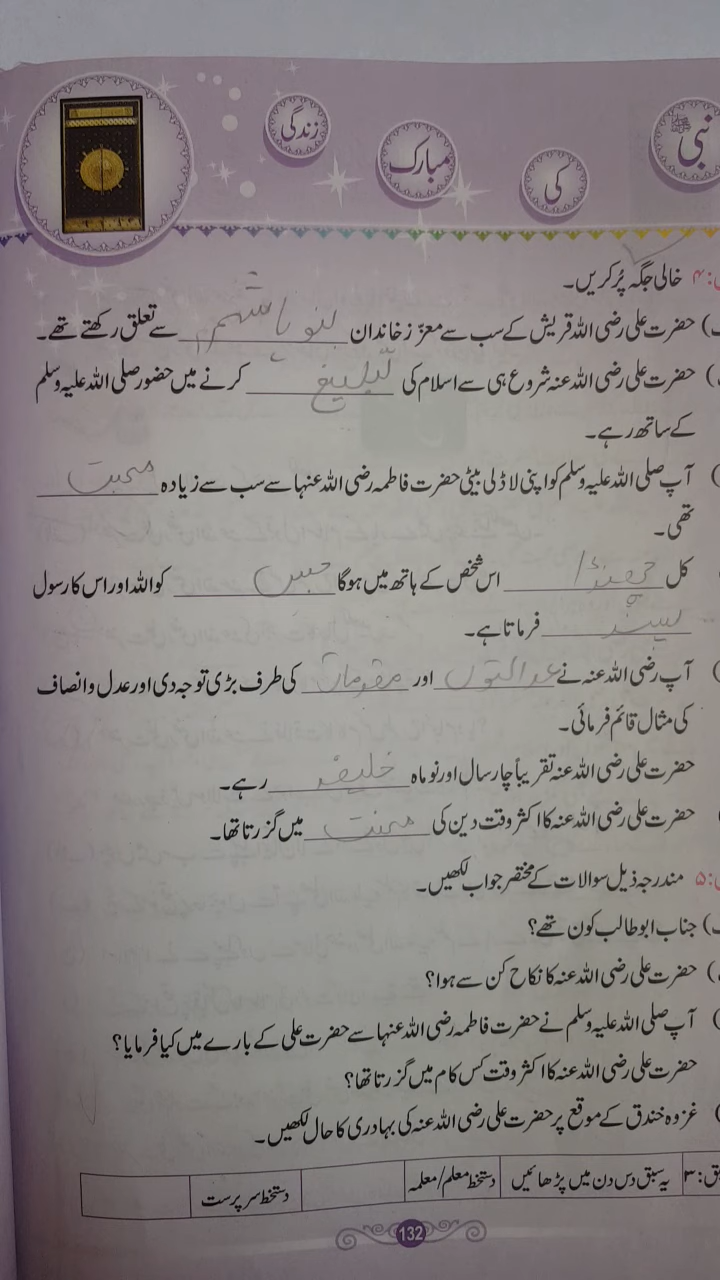 نبی ﷺ کی مبارک زندگی
۴ خالی جگہ پُر کریں۔
حضرت علی رضی اللہ قریش کے سب سے معزز خاندان بنو ہاشم سے تعلق رکھتے تھے۔
حضرت علی رضی اللہ عنہ شروع ہی سے اسلام کی تبلیغ کرنے میں حضور صلی اللہ علیہ وسلم
کے ساتھ رہے۔
آپ صلی اللہ علیہ وسلم کو اپنی لاڈلی بیٹی حضرت فاطمہ رضی اللہ عنہا سے سب سے زیادہ محبت
تھی۔
کل جھنڈا اس شخص کے ہاتھ میں ہوگا جس کو اللہ اور اس کا رسول
پسند فرماتا ہے۔
آپ رضی اللہ عنہ نے عدالتوں اور مقدمات کی طرف بڑی توجہ دی اور عدل و انصاف
کی مثال قائم فرمائی۔
حضرت علی رضی اللہ عنہ تقریباً چار سال اور نو ماہ خلیفہ رہے۔
حضرت علی رضی اللہ عنہ کا اکثر وقت دین کی محنت میں گزرتا تھا۔
۵: مندرجہ ذیل سوالات کے مختصر جواب لکھیں۔
جناب ابو طالب کون تھے؟
حضرت علی رضی اللہ عنہ کا نکاح کن سے ہوا؟
آپ صلی اللہ علیہ وسلم نے حضرت فاطمہ رضی اللہ عنہا سے حضرت علی کے بارے میں کیا فرمایا؟
حضرت علی رضی اللہ عنہ کا اکثر وقت کس کام میں گزرتا تھا؟
غزوہ خندق کے موقع پر حضرت علی رضی اللہ عنہ کی بہادری کا حال لکھیں۔
۳ یہ سبق دس دن میں پڑھائیں دستخط معلم/معلمہ دستخط سرپرست
132